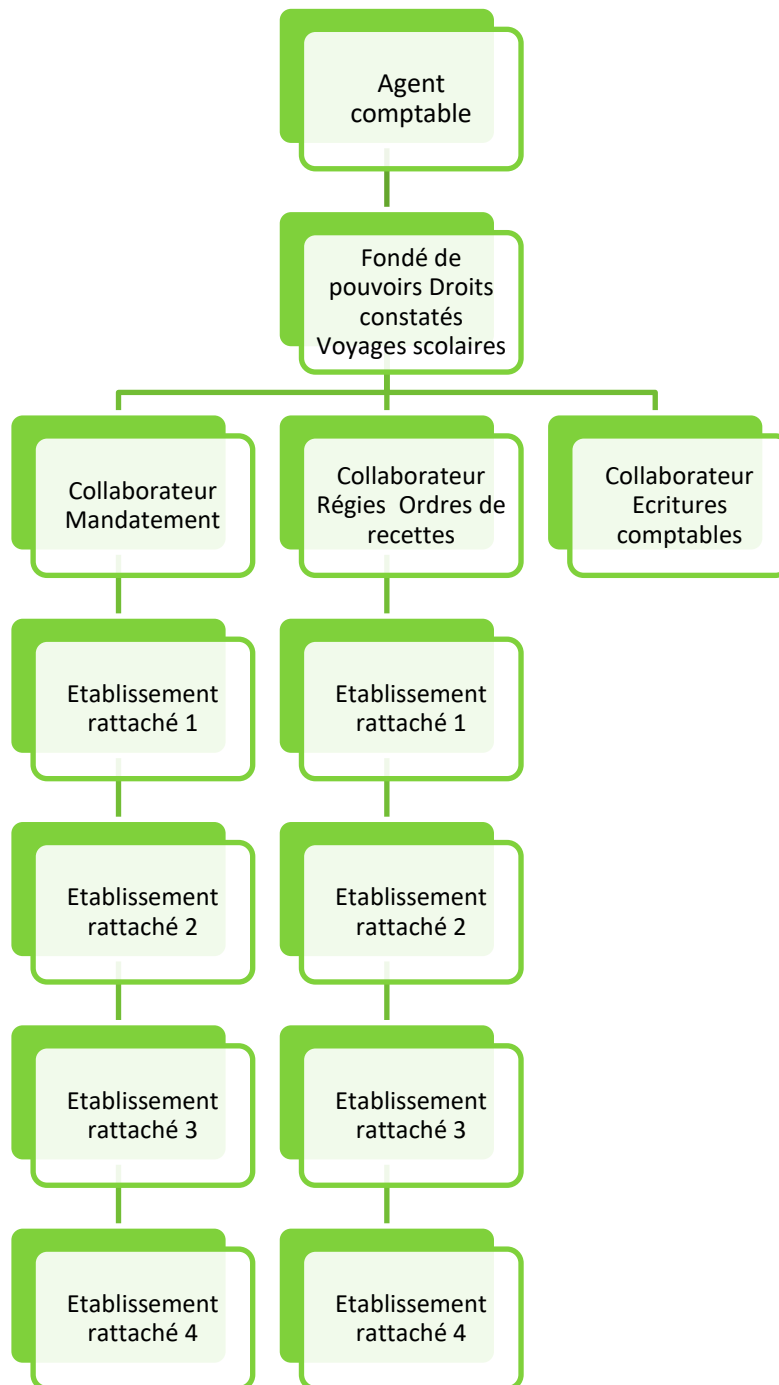 Agent
comptable
Fondé de
pouvoirs Droits
constatés
Voyages scolaires
Collaborateur
Mandatement
Collaborateur
Régies Ordres de
recettes
Collaborateur
Ecritures
comptables
Etablissement
rattaché 1
Etablissement
rattaché 1
Etablissement
rattaché 2
Etablissement
rattaché 2
Etablissement
rattaché 3
Etablissement
rattaché 3
Etablissement
rattaché 4
Etablissement
rattaché 4